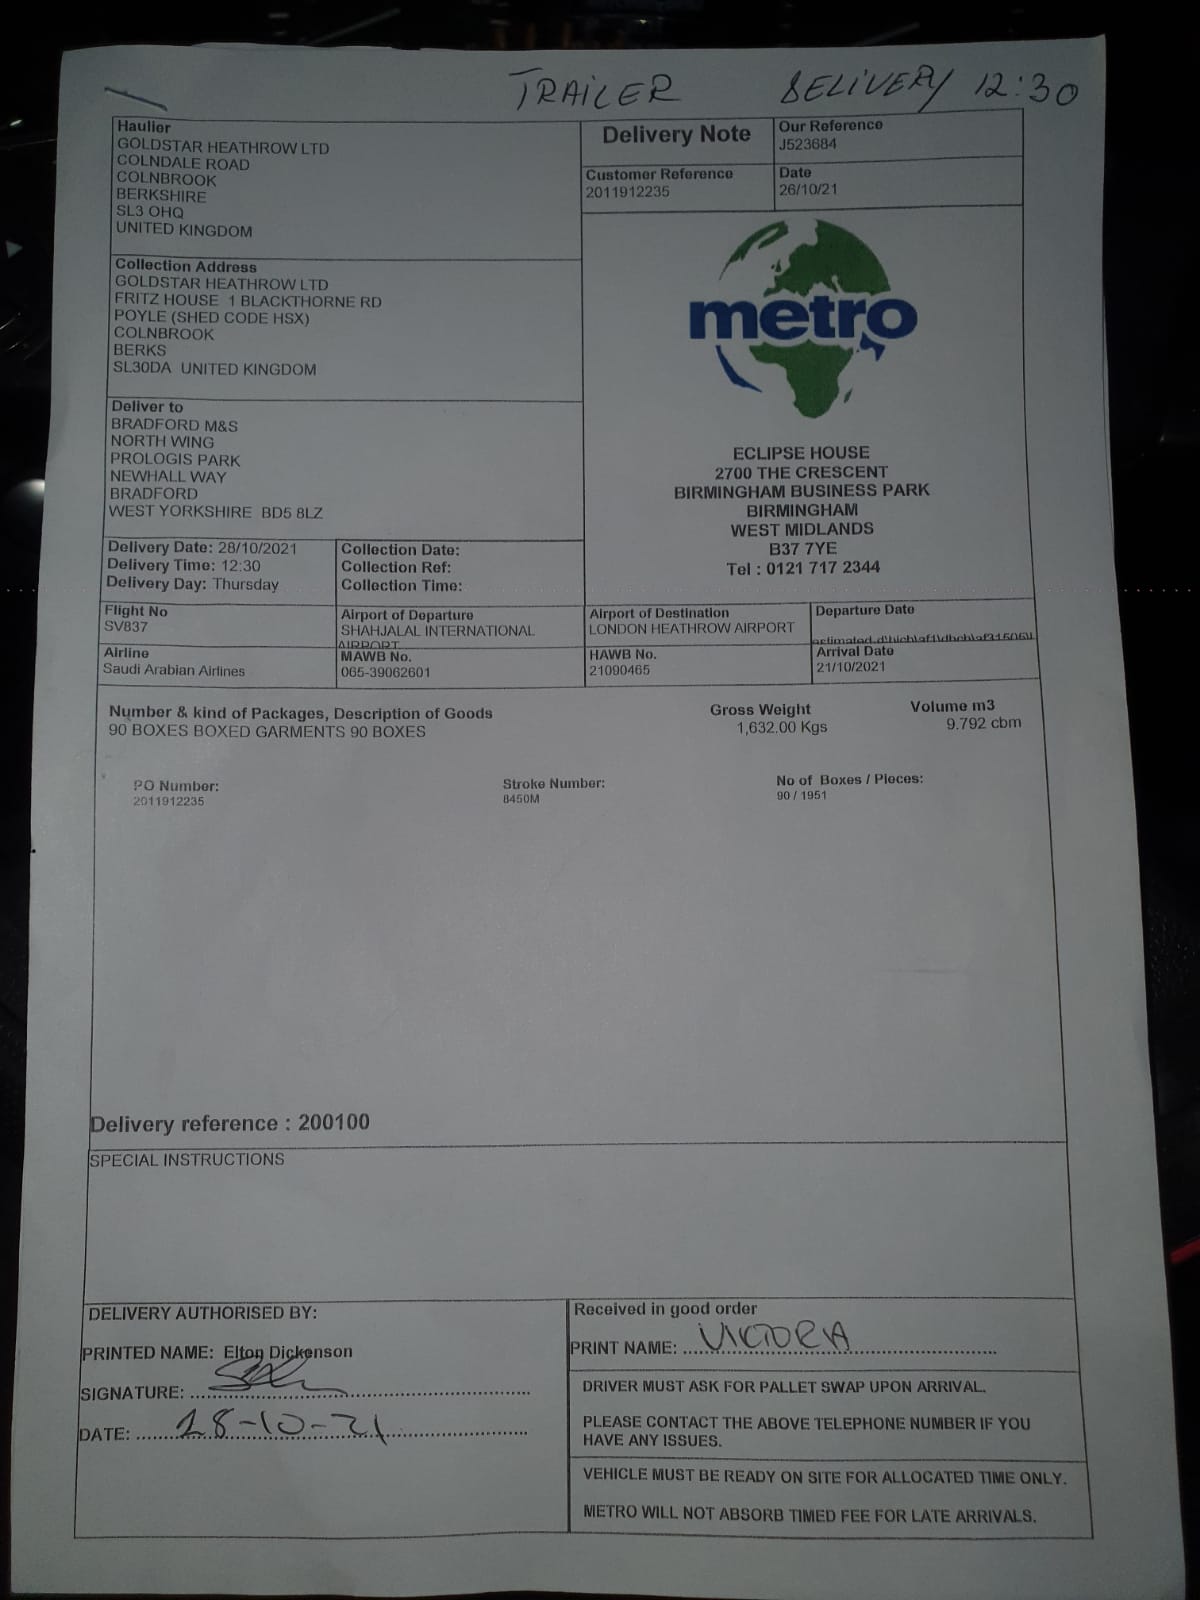 TRAILER DELIVERY 12:30
Haulier
GOLDSTAR HEATHROW LTD
COLNDALE ROAD
COLNBROOK
BERKSHIRE
SL3 OHQ
UNITED KINGDOM
Delivery Note
Our Reference
J523684
Customer Reference
2011912235
Date
26/10/21
Collection Address
GOLDSTAR HEATHROW LTD
FRITZ HOUSE 1 BLACKTHORNE RD
POYLE (SHED CODE HSX)
COLNBROOK
BERKS
SL30DA UNITED KINGDOM
metro
Deliver to
BRADFORD M&S
NORTH WING
PROLOGIS PARK
NEWHALL WAY
BRADFORD
WEST YORKSHIRE BD5 8LZ
ECLIPSE HOUSE
2700 THE CRESCENT
BIRMINGHAM BUSINESS PARK
BIRMINGHAM
WEST MIDLANDS
B37 7YE
Tel : 0121 717 2344
Delivery Date: 28/10/2021
Delivery Time: 12:30
Delivery Day: Thursday
Collection Date:
Collection Ref:
Collection Time:
Flight No
SV837
Airport of Departure
SHAHJALAL INTERNATIONAL
AIRPORT
Airport of Destination
LONDON HEATHROW AIRPORT
Departure Date
Airline
Saudi Arabian Airlines
MAWB No.
065-39062601
HAWB No.
21090465
Arrival Date
21/10/2021
Number & kind of Packages, Description of Goods
90 BOXES BOXED GARMENTS 90 BOXES
Gross Weight
1,632.00 Kgs
Volume m3
9.792 cbm
PO Number:
2011912235
Stroke Number:
8450M
No of Boxes / Pieces:
90 / 1951
Delivery reference : 200100
SPECIAL INSTRUCTIONS
DELIVERY AUTHORISED BY:
PRINTED NAME: Elton Dickenson
SIGNATURE:
DATE: 28-10-21
Received in good order
PRINT NAME: VICTORIA
DRIVER MUST ASK FOR PALLET SWAP UPON ARRIVAL.
PLEASE CONTACT THE ABOVE TELEPHONE NUMBER IF YOU
HAVE ANY ISSUES.
VEHICLE MUST BE READY ON SITE FOR ALLOCATED TIME ONLY.
METRO WILL NOT ABSORB TIMED FEE FOR LATE ARRIVALS.